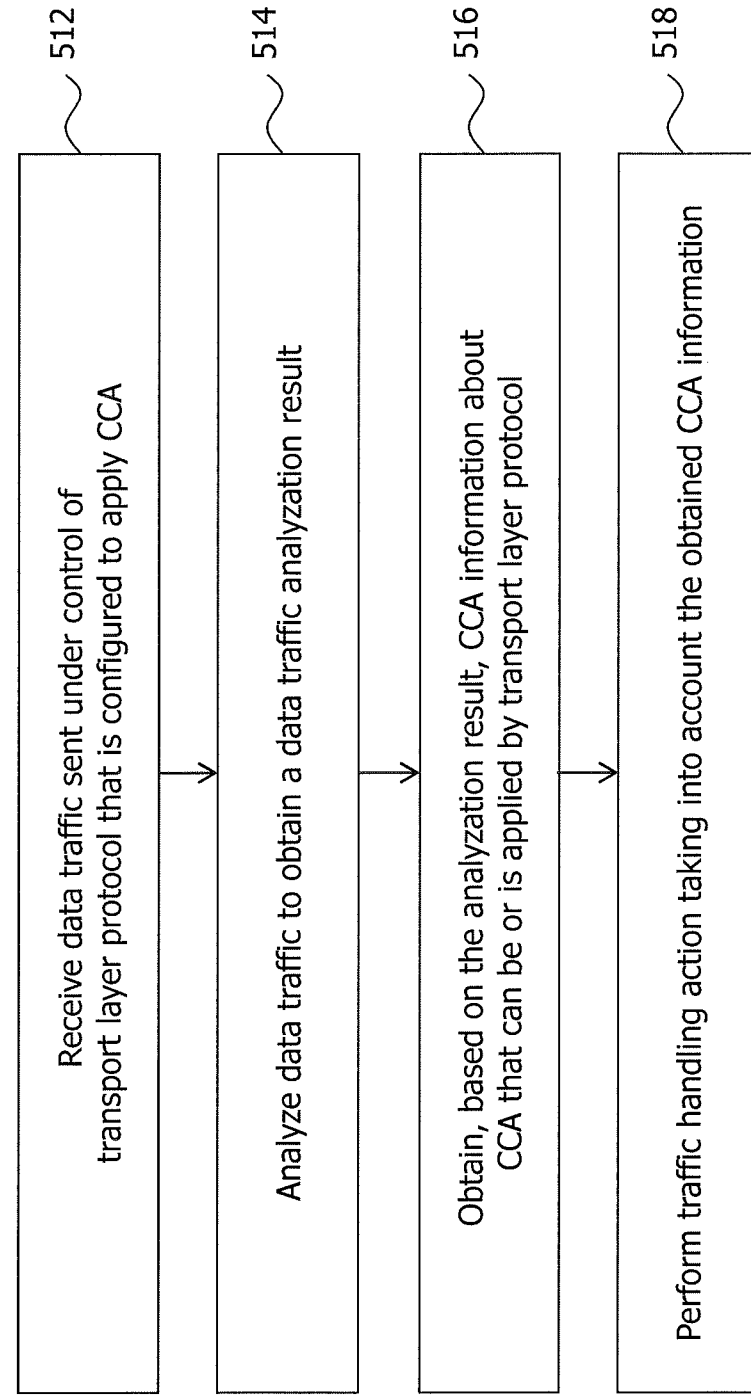 Receive data traffic sent under control of
transport layer protocol that is configured to apply CCA
512
Analyze data traffic to obtain a data traffic analyzation result
514
Obtain, based on the analyzation result, CCA information about
CCA that can be or is applied by transport layer protocol
516
Perform traffic handling action taking into account the obtained CCA information
518